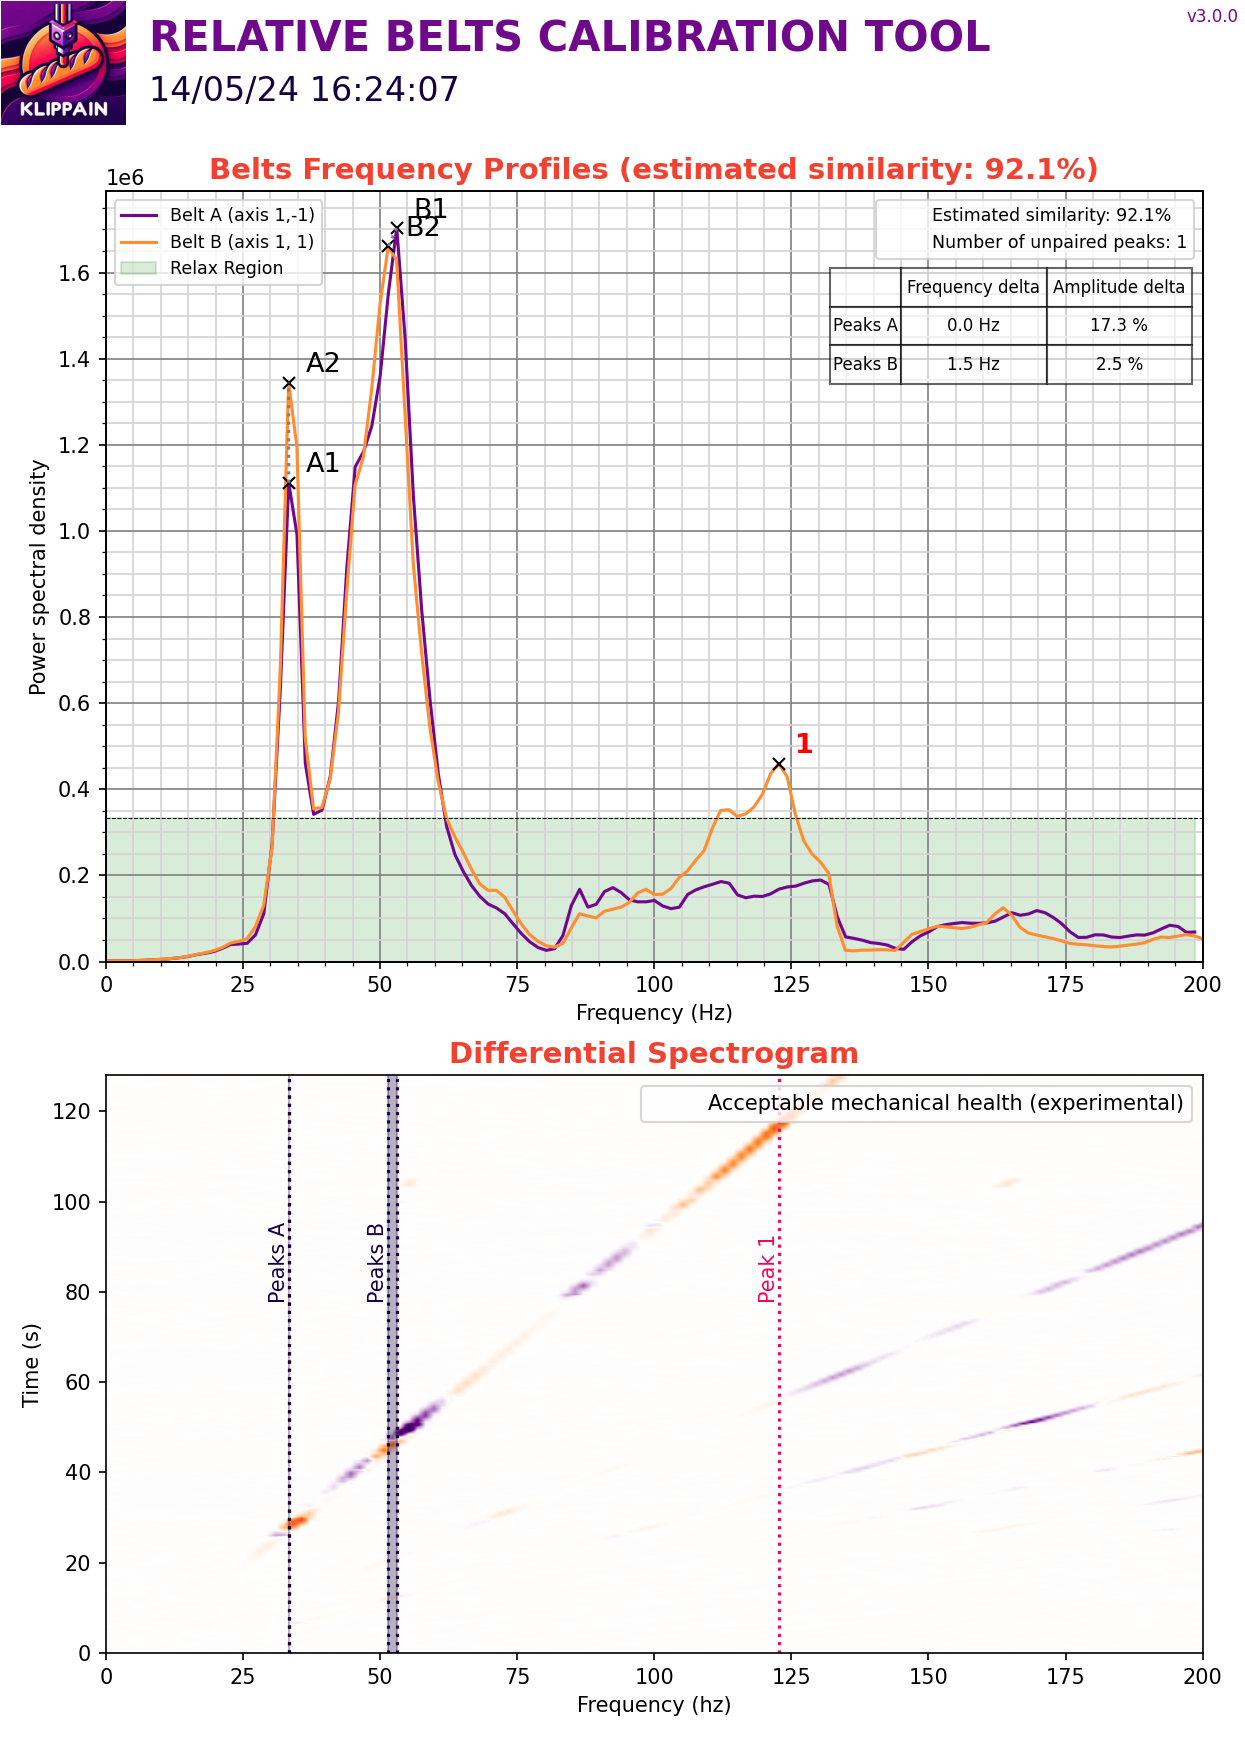 v3.0.0
RELATIVE BELTS CALIBRATION TOOL
14/05/24 16:24:07
KLIPPAIN
Belts Frequency Profiles (estimated similarity: 92.1%)
1e6
Belt A (axis 1,-1)
Belt B (axis 1, 1)
Relax Region
Estimated similarity: 92.1%
Number of unpaired peaks: 1
Frequency delta Amplitude delta
Peaks A 0.0 Hz 17.3 %
Peaks B 1.5 Hz 2.5 %
B1
B2
A2
A1
1
Power spectral density
1.6
1.4
1.2
1.0
0.8
0.6
0.4
0.2
0.0
0 25 50 75 100 125 150 175 200
Frequency (Hz)
Differential Spectrogram
Acceptable mechanical health (experimental)
Peaks A
Peaks B
Peak 1
Time (s)
120
100
80
60
40
20
0
0 25 50 75 100 125 150 175 200
Frequency (hz)